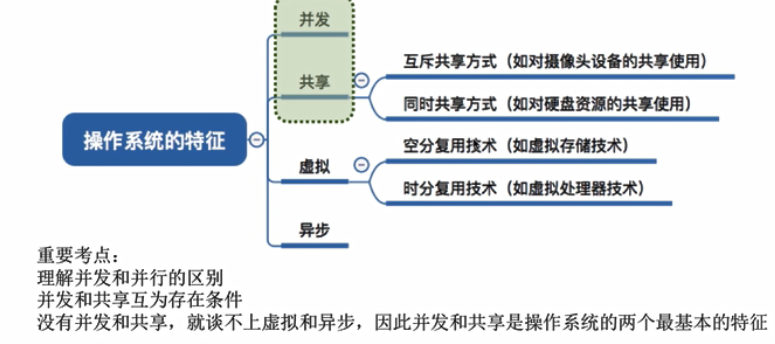 并发
共享
互斥共享方式（如对摄像头设备的共享使用）
同时共享方式（如对硬盘资源的共享使用）
操作系统的特征
虚拟
空分复用技术（如虚拟存储技术）
时分复用技术（如虚拟处理器技术）
异步
重要考点：
理解并发和并行的区别
并发和共享互为存在条件
没有并发和共享，就谈不上虚拟和异步，因此并发和共享是操作系统的两个最基本的特征